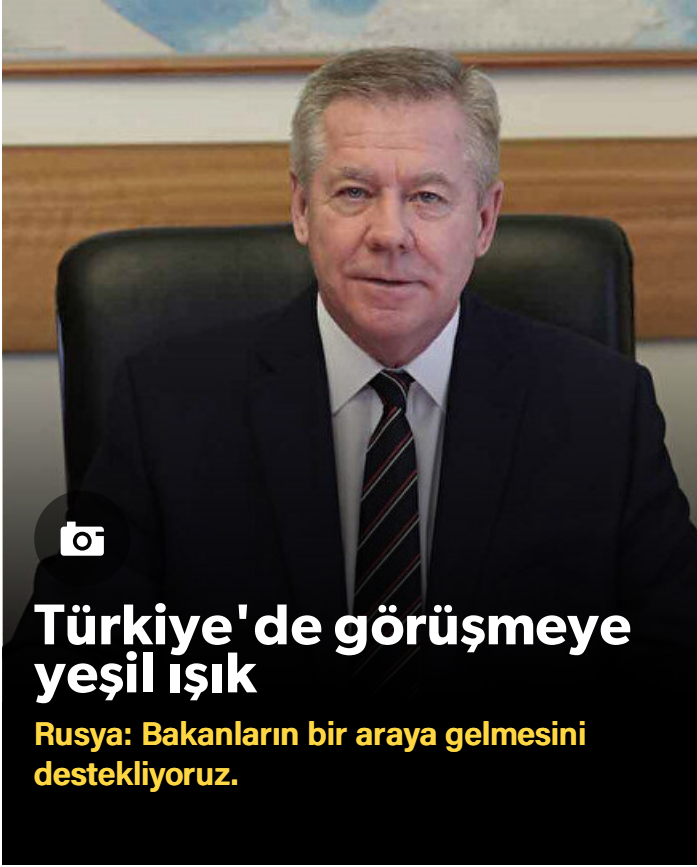 Türkiye'de görüşmeye
yeşil ışık
Rusya: Bakanların bir araya gelmesini
destekliyoruz.